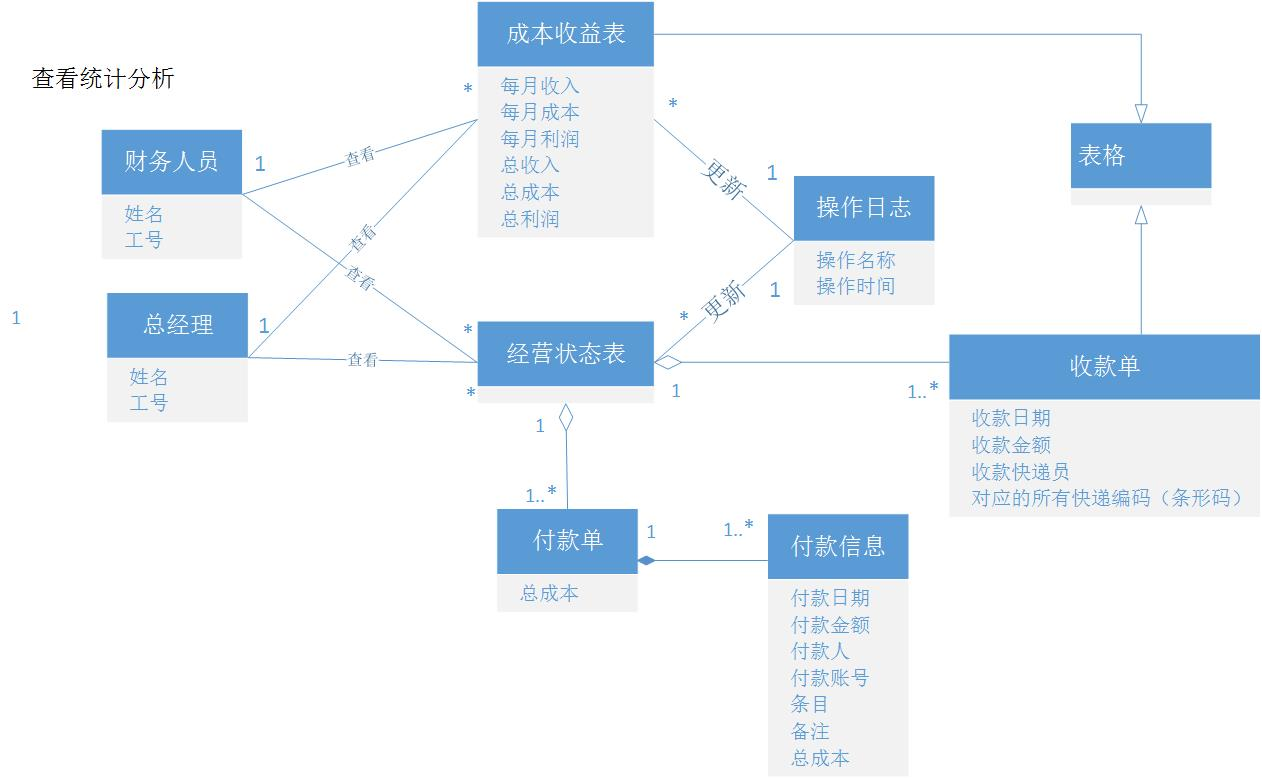 查看统计分析
成本收益表
每月收入
每月成本
每月利润
总收入
总成本
总利润
*
*
财务人员
1
姓名
工号
查看
查看
查看
查看
更新
更新
1
操作日志
操作名称
操作时间
1
表格
总经理
1
姓名
工号
1
*
*
*
经营状态表
1
1
1..*
收款单
收款日期
收款金额
收款快递员
对应的所有快递编码（条形码）
1..*
付款单
总成本
1
1..*
付款信息
付款日期
付款金额
付款人
付款账号
条目
备注
总成本